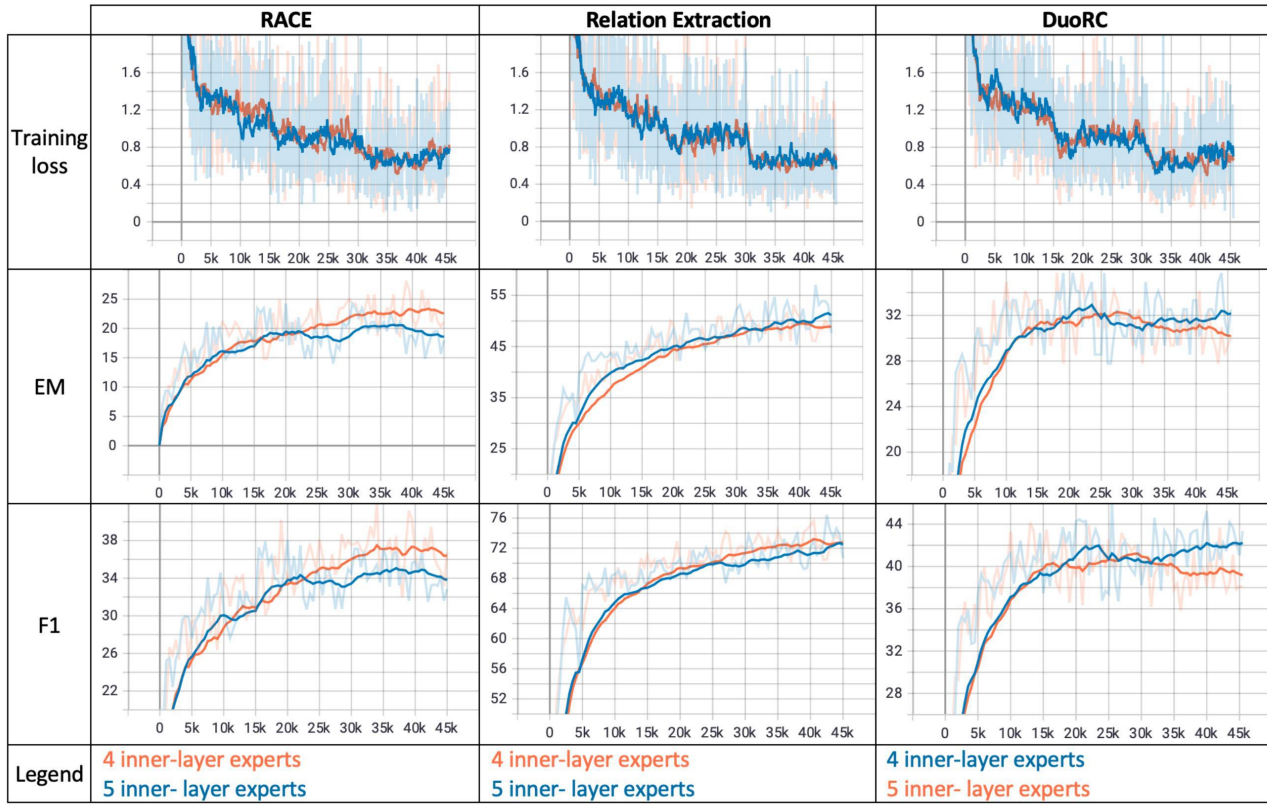 RACE Relation Extraction DuoRC
Training loss
1.6 1.6 1.6
1.2 1.2 1.2
0.8 0.8 0.8
0.4 0.4 0.4
0 0 0
0 5k 10k 15k 20k 25k 30k 35k 40k 45k 0 5k 10k 15k 20k 25k 30k 35k 40k 45k 0 5k 10k 15k 20k 25k 30k 35k 40k 45k
EM
25
20
15
10
5
0
0 5k 10k 15k 20k 25k 30k 35k 40k 45k
55
45
35
25
0 5k 10k 15k 20k 25k 30k 35k 40k 45k
32
28
24
20
0 5k 10k 15k 20k 25k 30k 35k 40k 45k
F1
38
34
30
26
22
0 5k 10k 15k 20k 25k 30k 35k 40k 45k
76
72
68
64
60
56
52
0 5k 10k 15k 20k 25k 30k 35k 40k 45k
44
40
36
32
28
0 5k 10k 15k 20k 25k 30k 35k 40k 45k
Legend
4 inner-layer experts
5 inner- layer experts
4 inner-layer experts
5 inner- layer experts
4 inner-layer experts
5 inner- layer experts